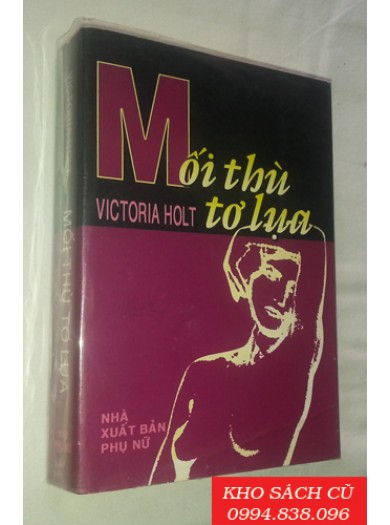 Mối thù
VICTORIA HOLT tơ lụa
NHÀ
XUẤT BẢN
PHỤ NỮ
MỐI THÙ TƠ LỤA
KHO SÁCH CŨ
0994.838.096